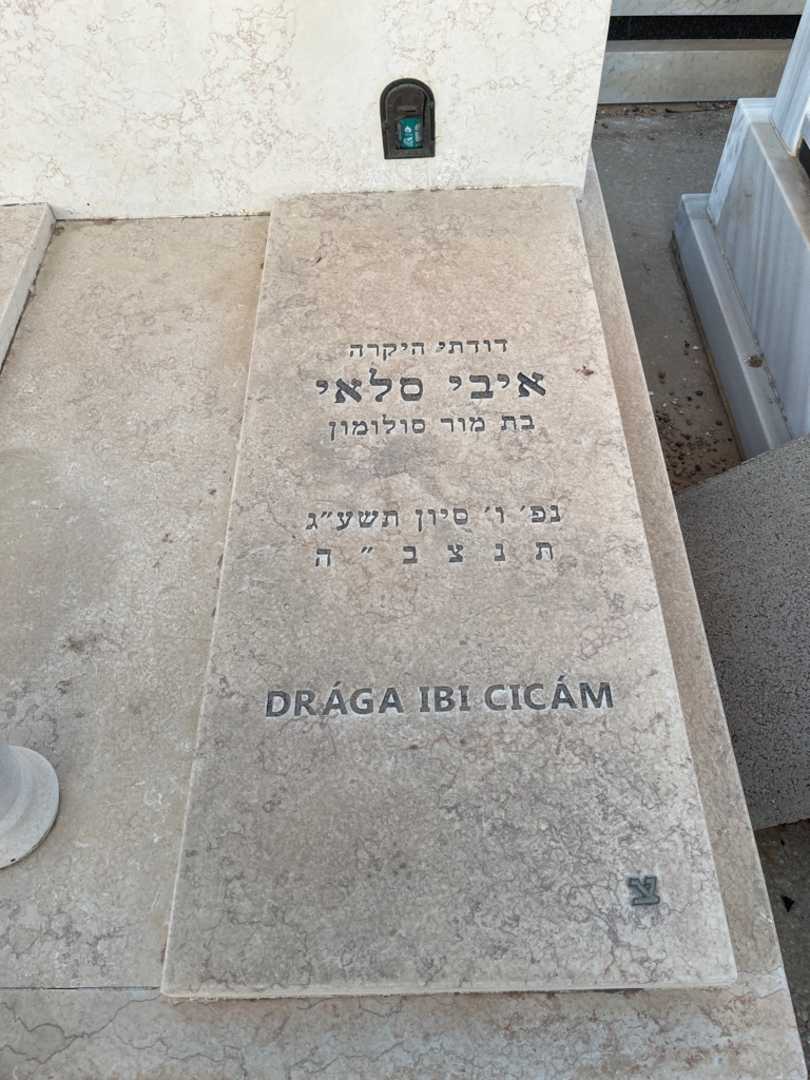 דודתי היקרה
איבי סלאי
בת מור סולומון
נפ׳ ו׳ סיון תשע״ג
ת נ צ ב ״ ה
DRÁGA IBI CICÁM
צ